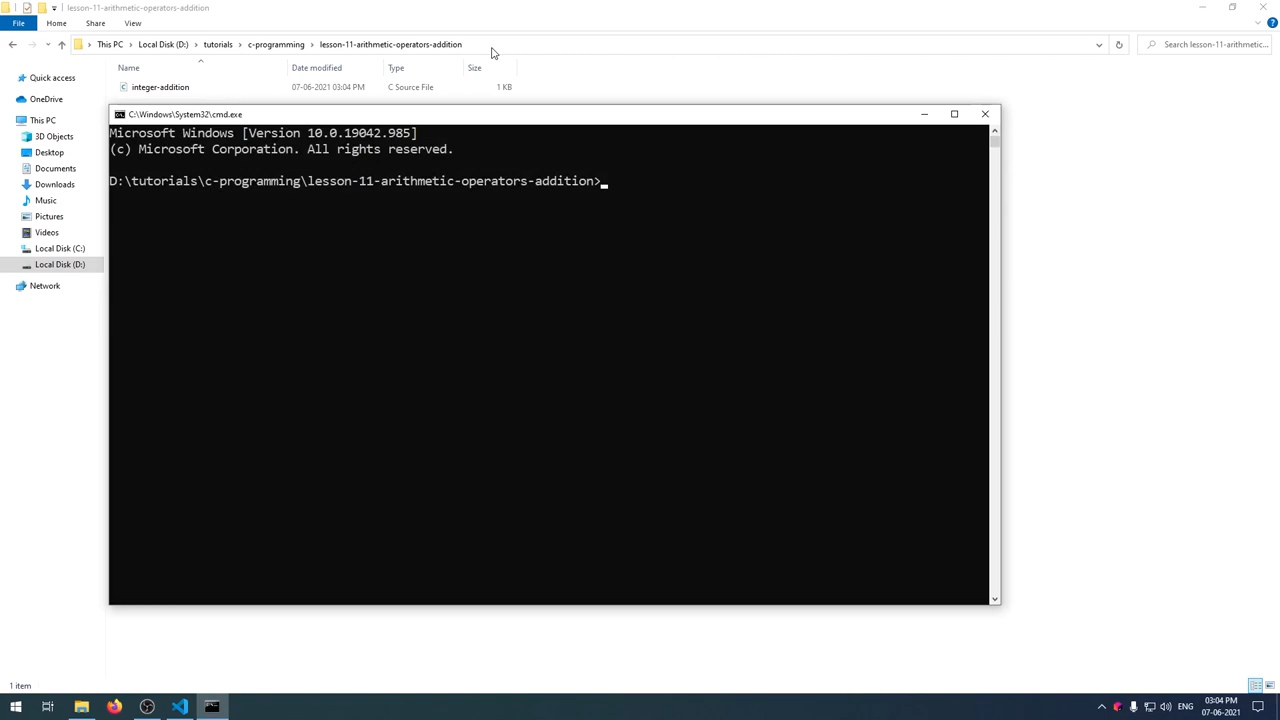 lesson-11-arithmetic-operators-addition
File Home Share View
This PC Local Disk (D:) tutorials c-programming lesson-11-arithmetic-operators-addition
Search lesson-11-arithmetic...
Name Date modified Type Size
integer-addition 07-06-2021 03:04 PM C Source File 1 KB
Quick access
OneDrive
This PC
3D Objects
Desktop
Documents
Downloads
Music
Pictures
Videos
Local Disk (C:)
Local Disk (D:)
Network
C:\Windows\System32\cmd.exe
Microsoft Windows [Version 10.0.19042.985]
(c) Microsoft Corporation. All rights reserved.
D:\tutorials\c-programming\lesson-11-arithmetic-operators-addition>
1 item
ENG
03:04 PM
07-06-2021